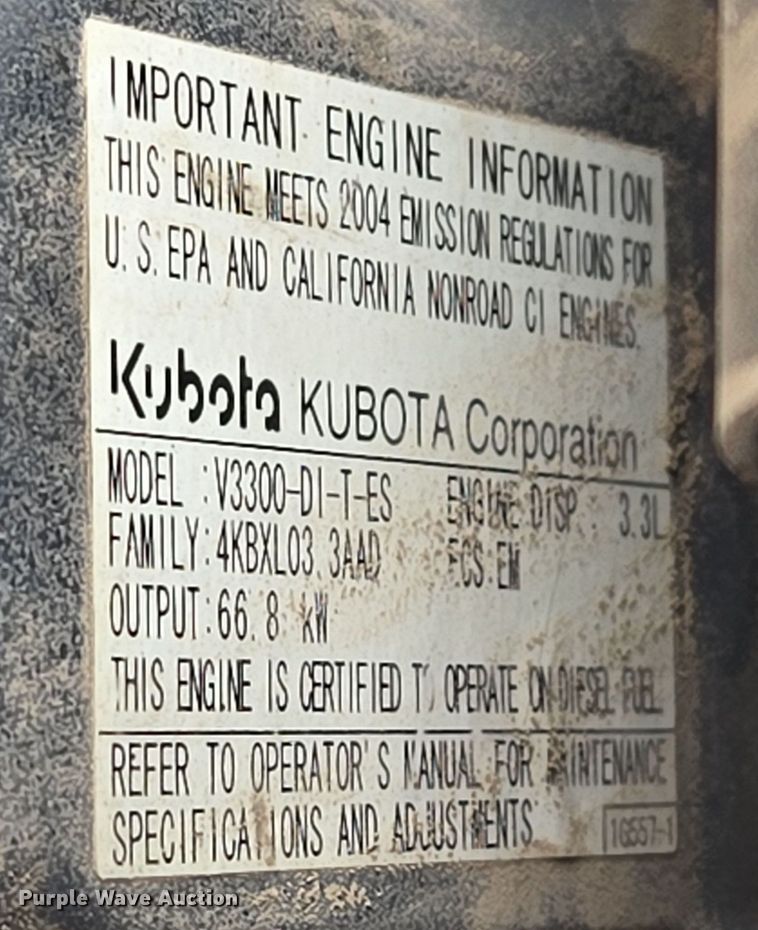 IMPORTANT ENGINE INFORMATION
THIS ENGINE MEETS 2004 EMISSION REGULATIONS FOR
U.S.EPA AND CALIFORNIA NONROAD CI ENGINES.
Kubota KUBOTA Corporation
MODEL :V3300-DI-T-ES ENGINE DISP. : 3.3L
FAMILY:4KBXL03.3AAD ECS:EM
OUTPUT:66.8 kW
THIS ENGINE IS CERTIFIED TO OPERATE ON DIESEL FUEL
REFER TO OPERATOR'S MANUAL FOR MAINTENANCE
SPECIFICATIONS AND ADJUSTMENTS
1G557-1
Purple Wave Auction